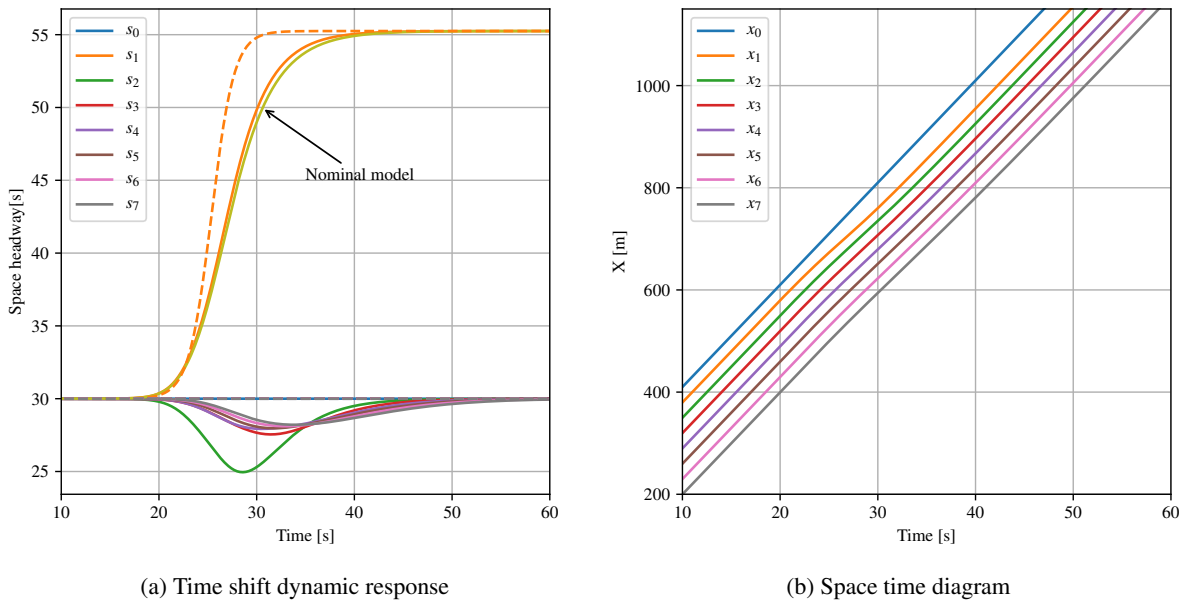 s0
s1
s2
s3
s4
s5
s6
s7
Nominal model
55
50
45
40
35
30
25
Space headway[s]
10 20 30 40 50 60
Time [s]
(a) Time shift dynamic response
x0
x1
x2
x3
x4
x5
x6
x7
1000
800
600
400
200
X [m]
10 20 30 40 50 60
Time [s]
(b) Space time diagram